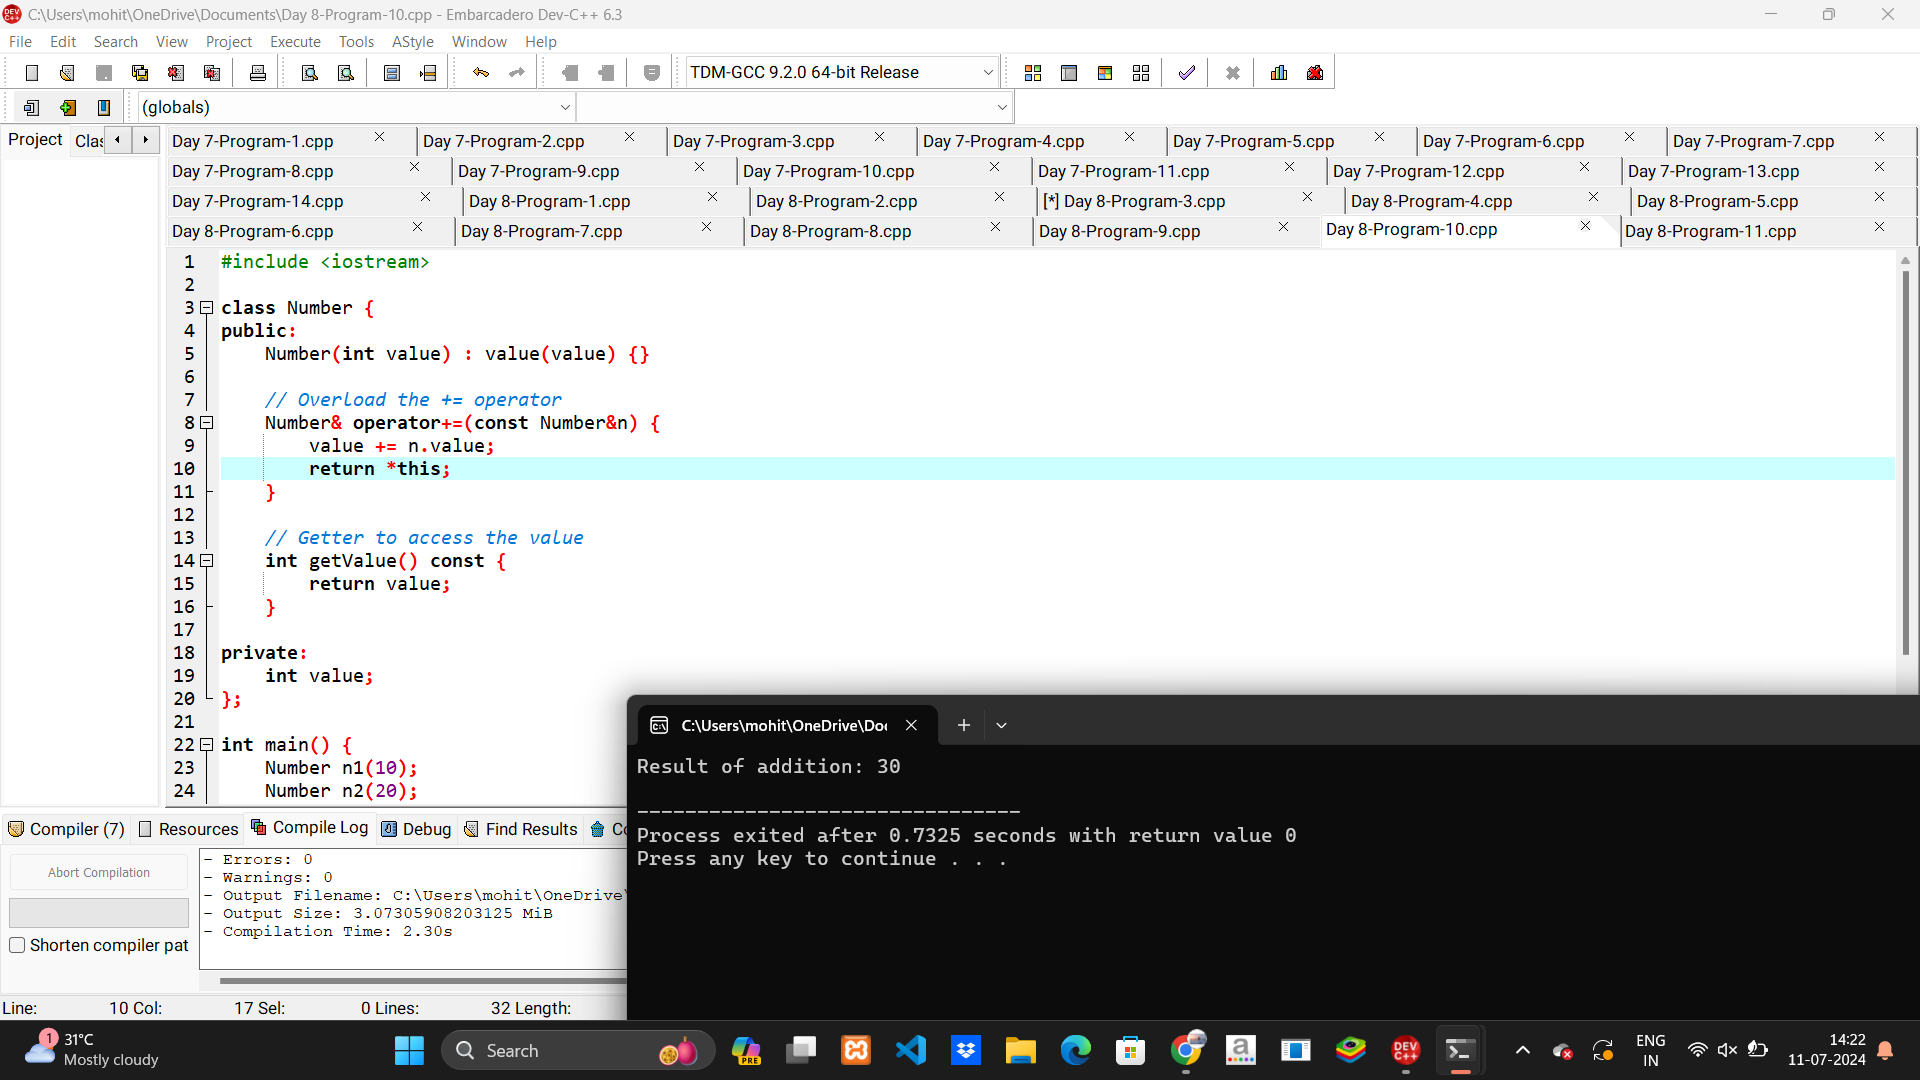 C:\Users\mohit\OneDrive\Documents\Day 8-Program-10.cpp - Embarcadero Dev-C++ 6.3
File Edit Search View Project Execute Tools AStyle Window Help
TDM-GCC 9.2.0 64-bit Release
(globals)
Project Clas
Day 7-Program-1.cpp Day 7-Program-2.cpp Day 7-Program-3.cpp Day 7-Program-4.cpp Day 7-Program-5.cpp Day 7-Program-6.cpp Day 7-Program-7.cpp
Day 7-Program-8.cpp Day 7-Program-9.cpp Day 7-Program-10.cpp Day 7-Program-11.cpp Day 7-Program-12.cpp Day 7-Program-13.cpp
Day 7-Program-14.cpp Day 8-Program-1.cpp Day 8-Program-2.cpp [*] Day 8-Program-3.cpp Day 8-Program-4.cpp Day 8-Program-5.cpp
Day 8-Program-6.cpp Day 8-Program-7.cpp Day 8-Program-8.cpp Day 8-Program-9.cpp Day 8-Program-10.cpp Day 8-Program-11.cpp
1 #include <iostream>
2
3 class Number {
4 public:
5     Number(int value) : value(value) {}
6
7     // Overload the += operator
8     Number& operator+=(const Number&n) {
9         value += n.value;
10         return *this;
11     }
12
13     // Getter to access the value
14     int getValue() const {
15         return value;
16     }
17
18 private:
19     int value;
20 };
21
22 int main() {
23     Number n1(10);
24     Number n2(20);
C:\Users\mohit\OneDrive\Doc
Result of addition: 30
--------------------------------
Process exited after 0.7325 seconds with return value 0
Press any key to continue . . .
Compiler (7) Resources Compile Log Debug Find Results Co
Abort Compilation
Shorten compiler pat
- Errors: 0
- Warnings: 0
- Output Filename: C:\Users\mohit\OneDrive\
- Output Size: 3.07305908203125 MiB
- Compilation Time: 2.30s
Line: 10 Col: 17 Sel: 0 Lines: 32 Length:
1
31°C
Mostly cloudy
Search
PRE
DEV C++
ENG
IN
14:22
11-07-2024